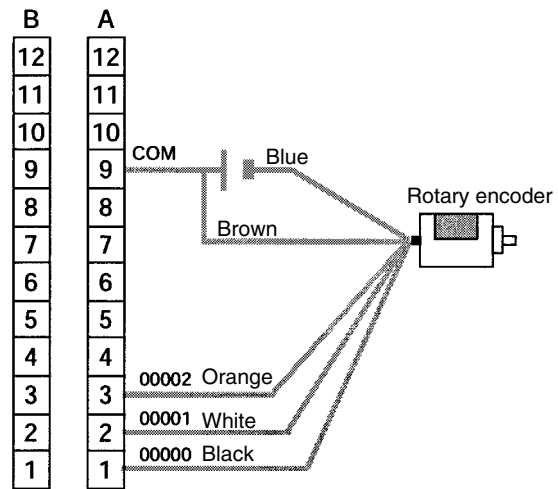 B A
12 12
11 11
10 10
COM
9 9
Blue
8 8
Rotary encoder
7 7
Brown
6 6
5 5
4 4
3 3
00002 Orange
2 2
00001 White
1 1
00000 Black